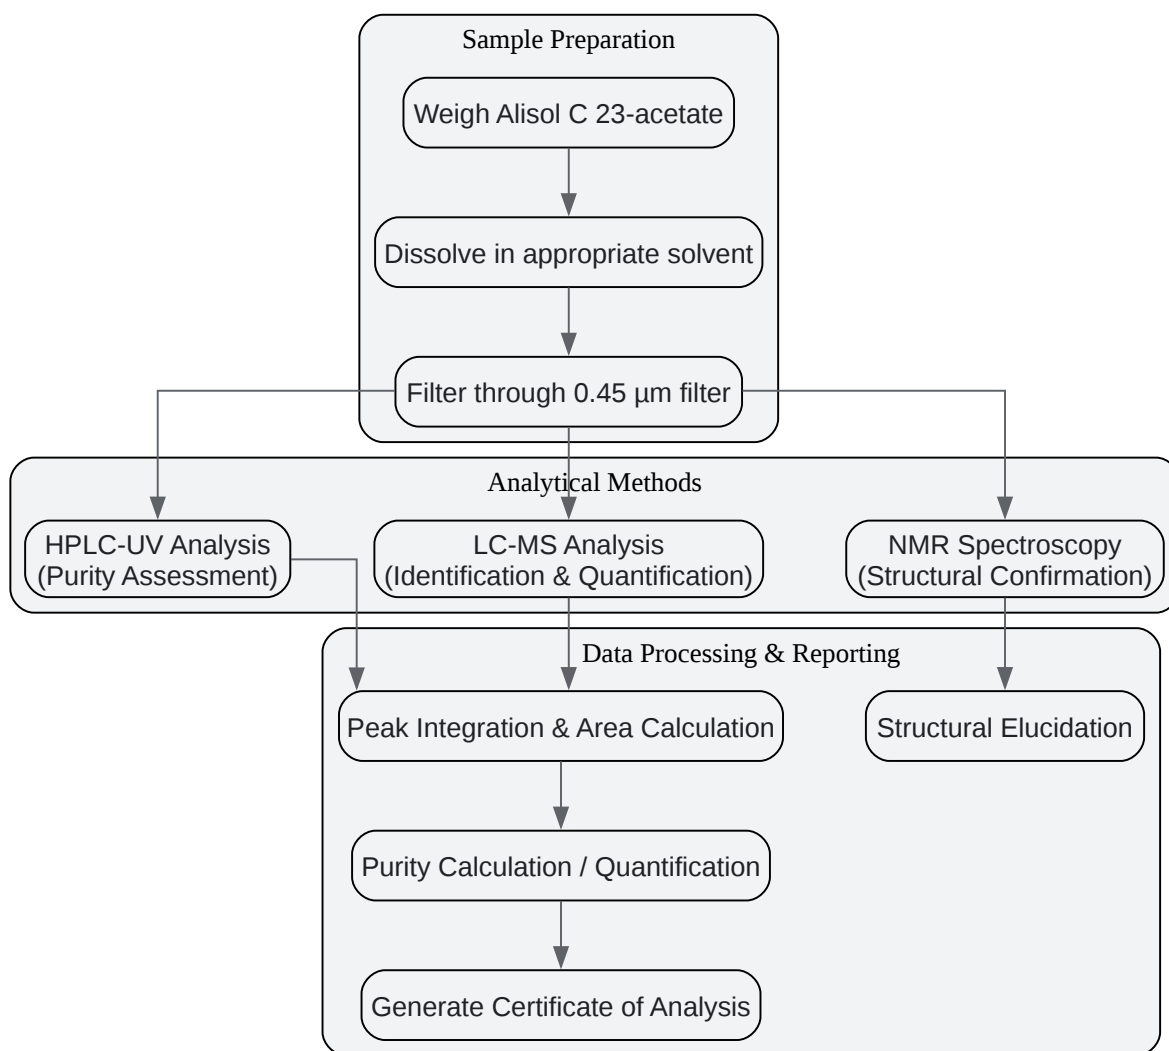 Sample Preparation
Weigh Alisol C 23-acetate
Dissolve in appropriate solvent
Filter through 0.45 µm filter
Analytical Methods
HPLC-UV Analysis
(Purity Assessment)
LC-MS Analysis
(Identification & Quantification)
NMR Spectroscopy
(Structural Confirmation)
Data Processing & Reporting
Peak Integration & Area Calculation
Structural Elucidation
Purity Calculation / Quantification
Generate Certificate of Analysis